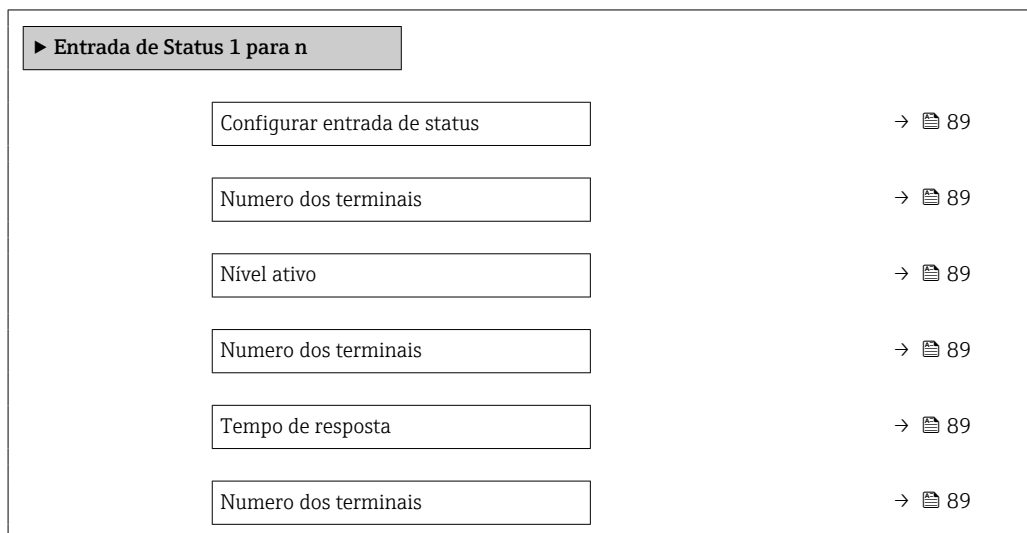 ▶ Entrada de Status 1 para n
Configurar entrada de status → 89
Numero dos terminais → 89
Nível ativo → 89
Numero dos terminais → 89
Tempo de resposta → 89
Numero dos terminais → 89